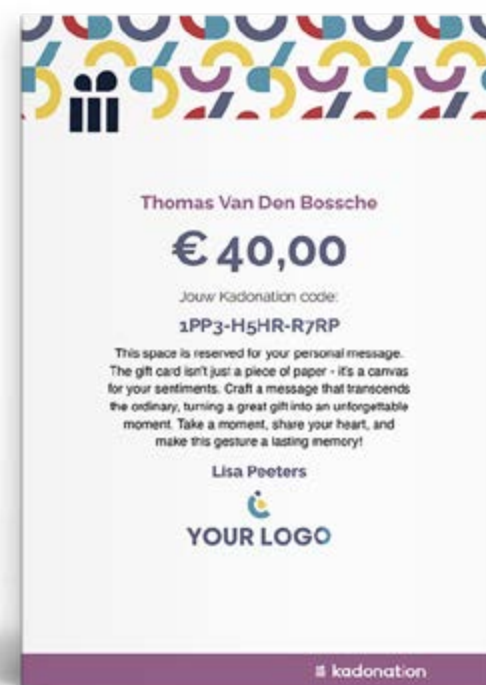 Thomas Van Den Bossche
€ 40,00
Jouw Kadonation code:
1PP3-H5HR-R7RP
This space is reserved for your personal message.
The gift card isn't just a piece of paper - it's a canvas
for your sentiments. Craft a message that transcends
the ordinary, turning a great gift into an unforgettable
moment. Take a moment, share your heart, and
make this gesture a lasting memory!
Lisa Peeters
YOUR LOGO
kadonation